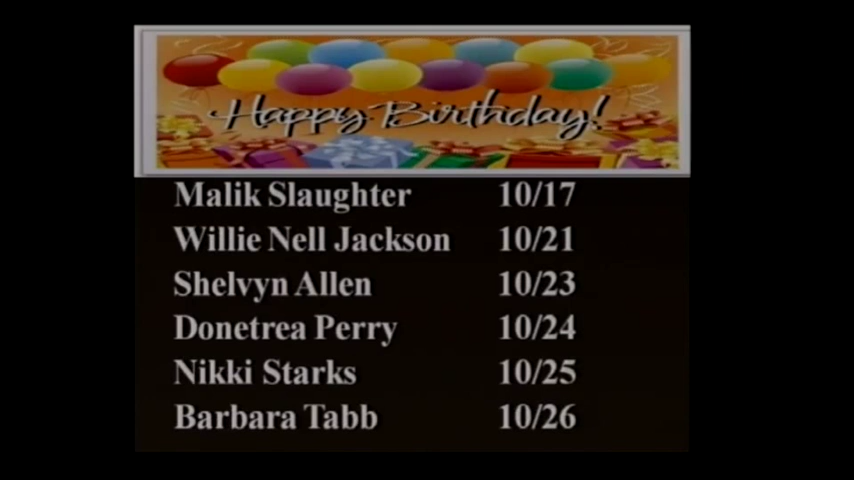 Happy Birthday!
Malik Slaughter 10/17
Willie Nell Jackson 10/21
Shelvyn Allen 10/23
Donetrea Perry 10/24
Nikki Starks 10/25
Barbara Tabb 10/26